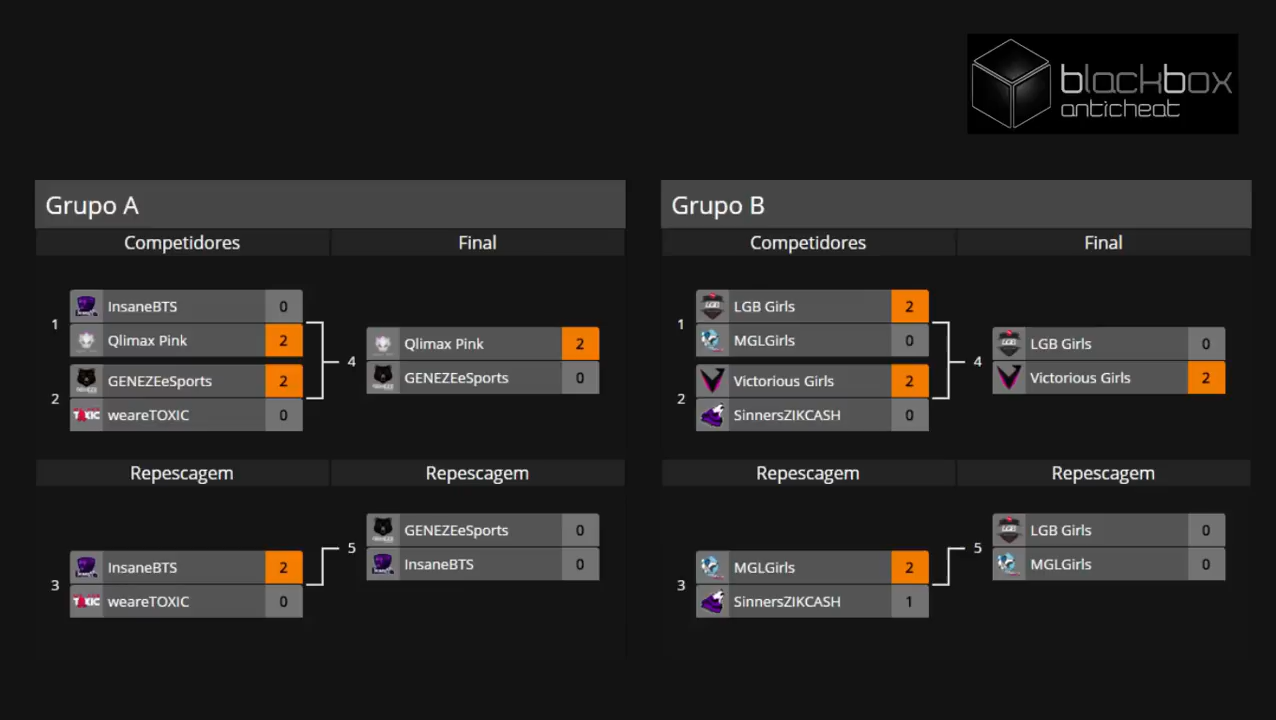 blackbox
anticheat
Grupo A
Competidores Final
1
InsaneBTS 0
Qlimax Pink 2
2
GENEZEeSports 2
weareTOXIC 0
4
Qlimax Pink 2
GENEZEeSports 0
Repescagem Repescagem
3
InsaneBTS 2
weareTOXIC 0
5
GENEZEeSports 0
InsaneBTS 0
Grupo B
Competidores Final
1
LGB Girls 2
MGLGirls 0
2
Victorious Girls 2
SinnersZIKCASH 0
4
LGB Girls 0
Victorious Girls 2
Repescagem Repescagem
3
MGLGirls 2
SinnersZIKCASH 1
5
LGB Girls 0
MGLGirls 0